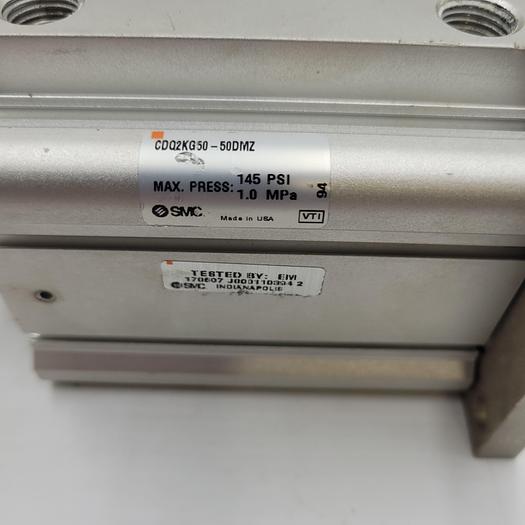 CDQ2KG50-50DMZ
MAX. PRESS: 145 PSI
1.0 MPa
94
SMC Made in USA VTI
TESTED BY: EM
170607 J000110394 2
SMC INDIANAPOLIS